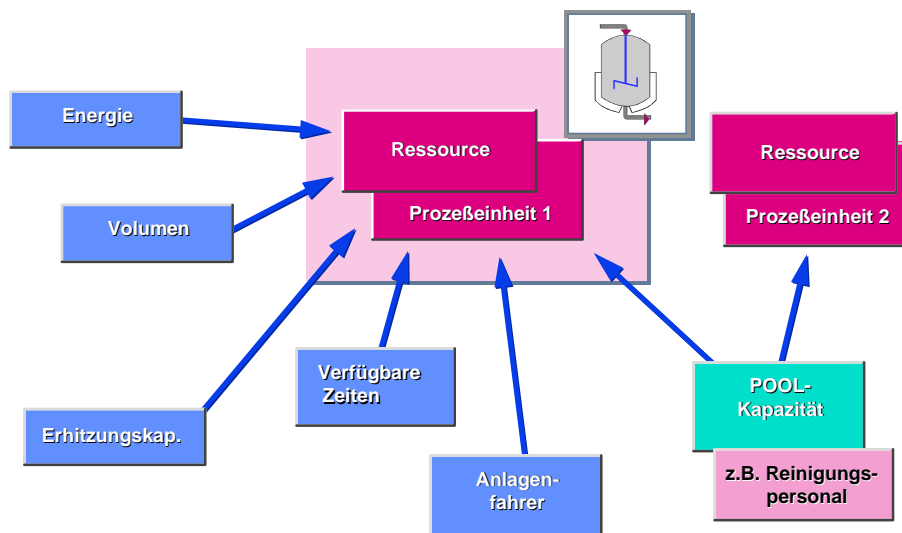 Energie
Ressource
Ressource
Volumen
Prozeßeinheit 1
Prozeßeinheit 2
Verfügbare
Zeiten
POOL-
Kapazität
Erhitzungskap.
Anlagen-
fahrer
z.B. Reinigungs-
personal